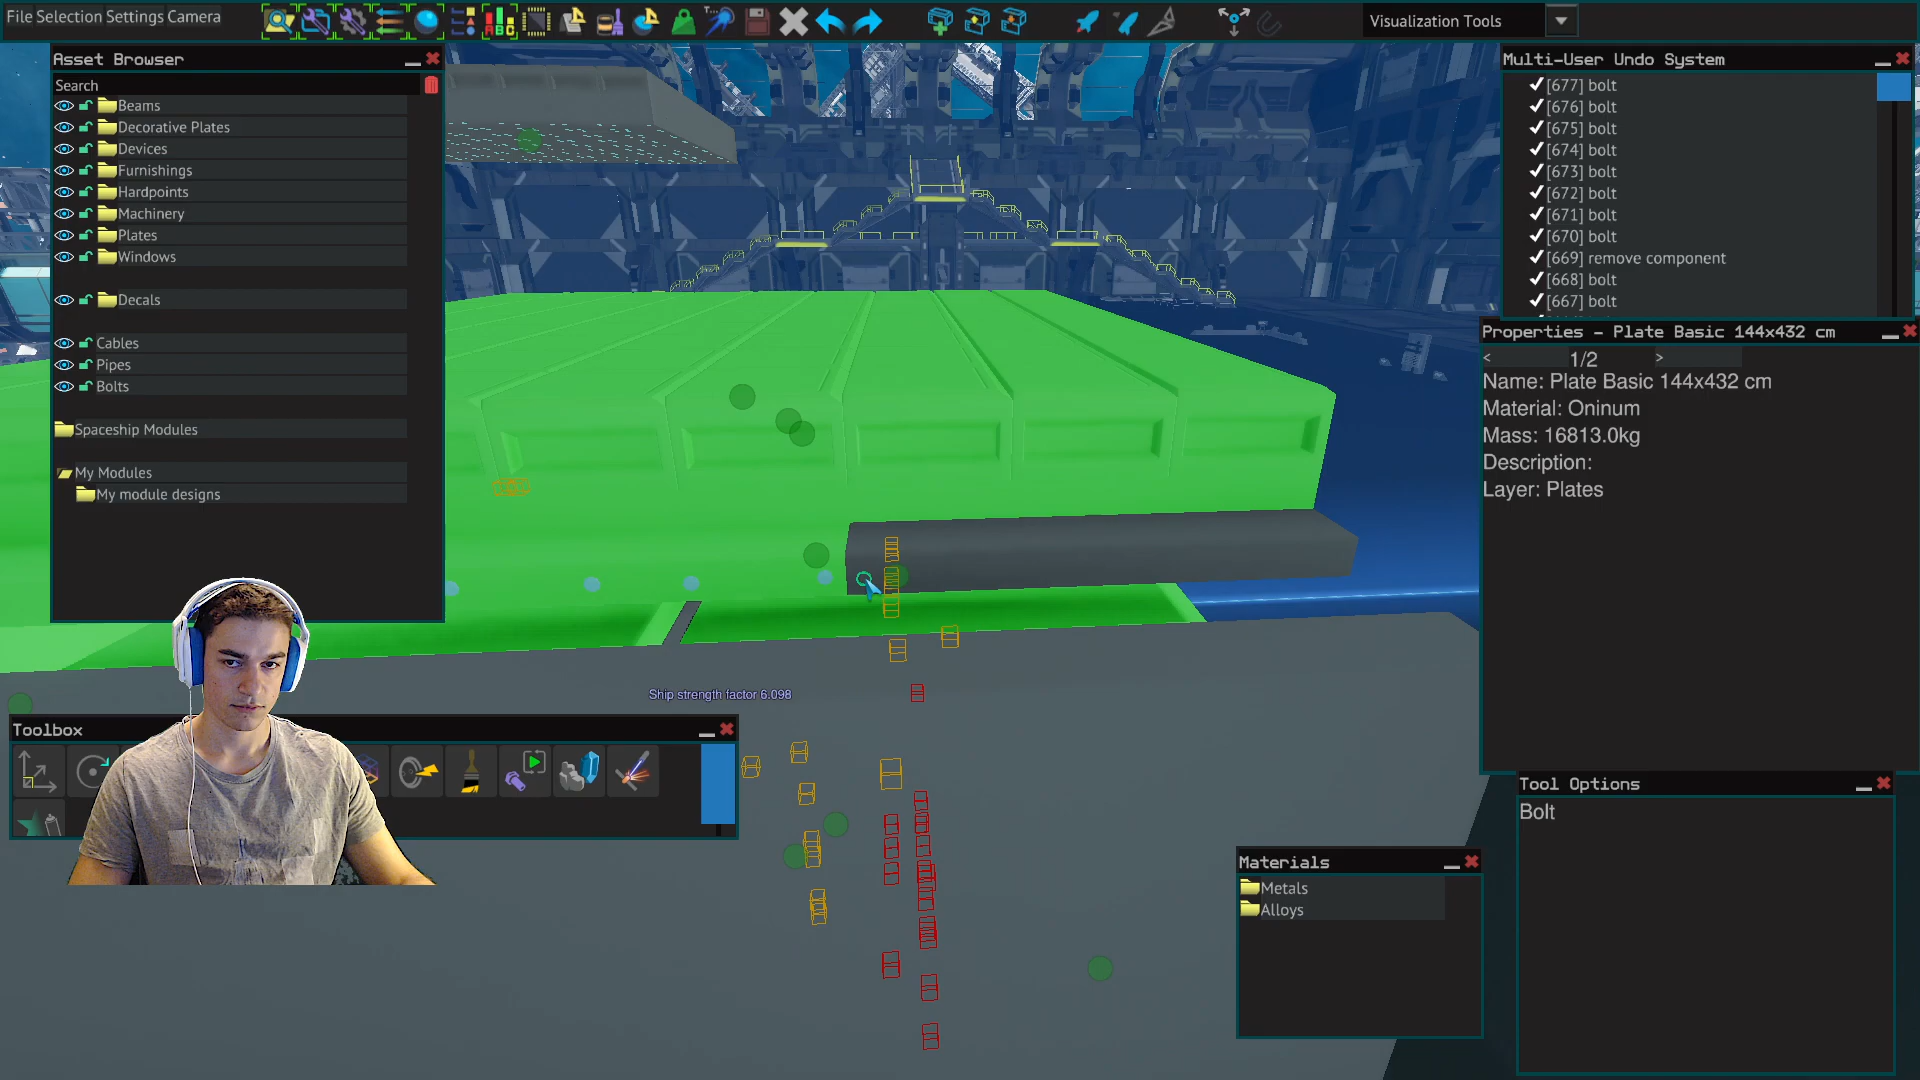 File Selection Settings Camera
Visualization Tools
Asset Browser
Search
Beams
Decorative Plates
Devices
Furnishings
Hardpoints
Machinery
Plates
Windows
Decals
Cables
Pipes
Bolts
Spaceship Modules
My Modules
My module designs
Multi-User Undo System
[677] bolt
[676] bolt
[675] bolt
[674] bolt
[673] bolt
[672] bolt
[671] bolt
[670] bolt
[669] remove component
[668] bolt
[667] bolt
Properties - Plate Basic 144x432 cm
< 1/2 >
Name: Plate Basic 144x432 cm
Material: Oninum
Mass: 16813.0kg
Description:
Layer: Plates
Ship strength factor 6.098
Toolbox
Tool Options
Bolt
Materials
Metals
Alloys